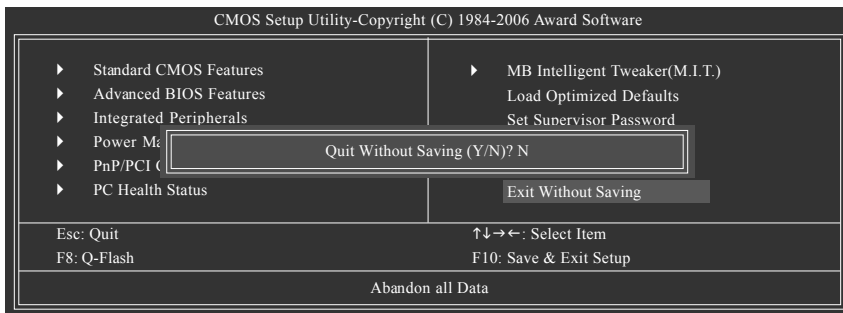 CMOS Setup Utility-Copyright (C) 1984-2006 Award Software
Standard CMOS Features
Advanced BIOS Features
Integrated Peripherals
Power
PnP/PCI
PC Health Status
MB Intelligent Tweaker(M.I.T.)
Load Optimized Defaults
Set Supervisor Password
Exit Without Saving
Quit Without Saving (Y/N)? N
Esc: Quit
↑↓→←: Select Item
F8: Q-Flash
F10: Save & Exit Setup
Abandon all Data